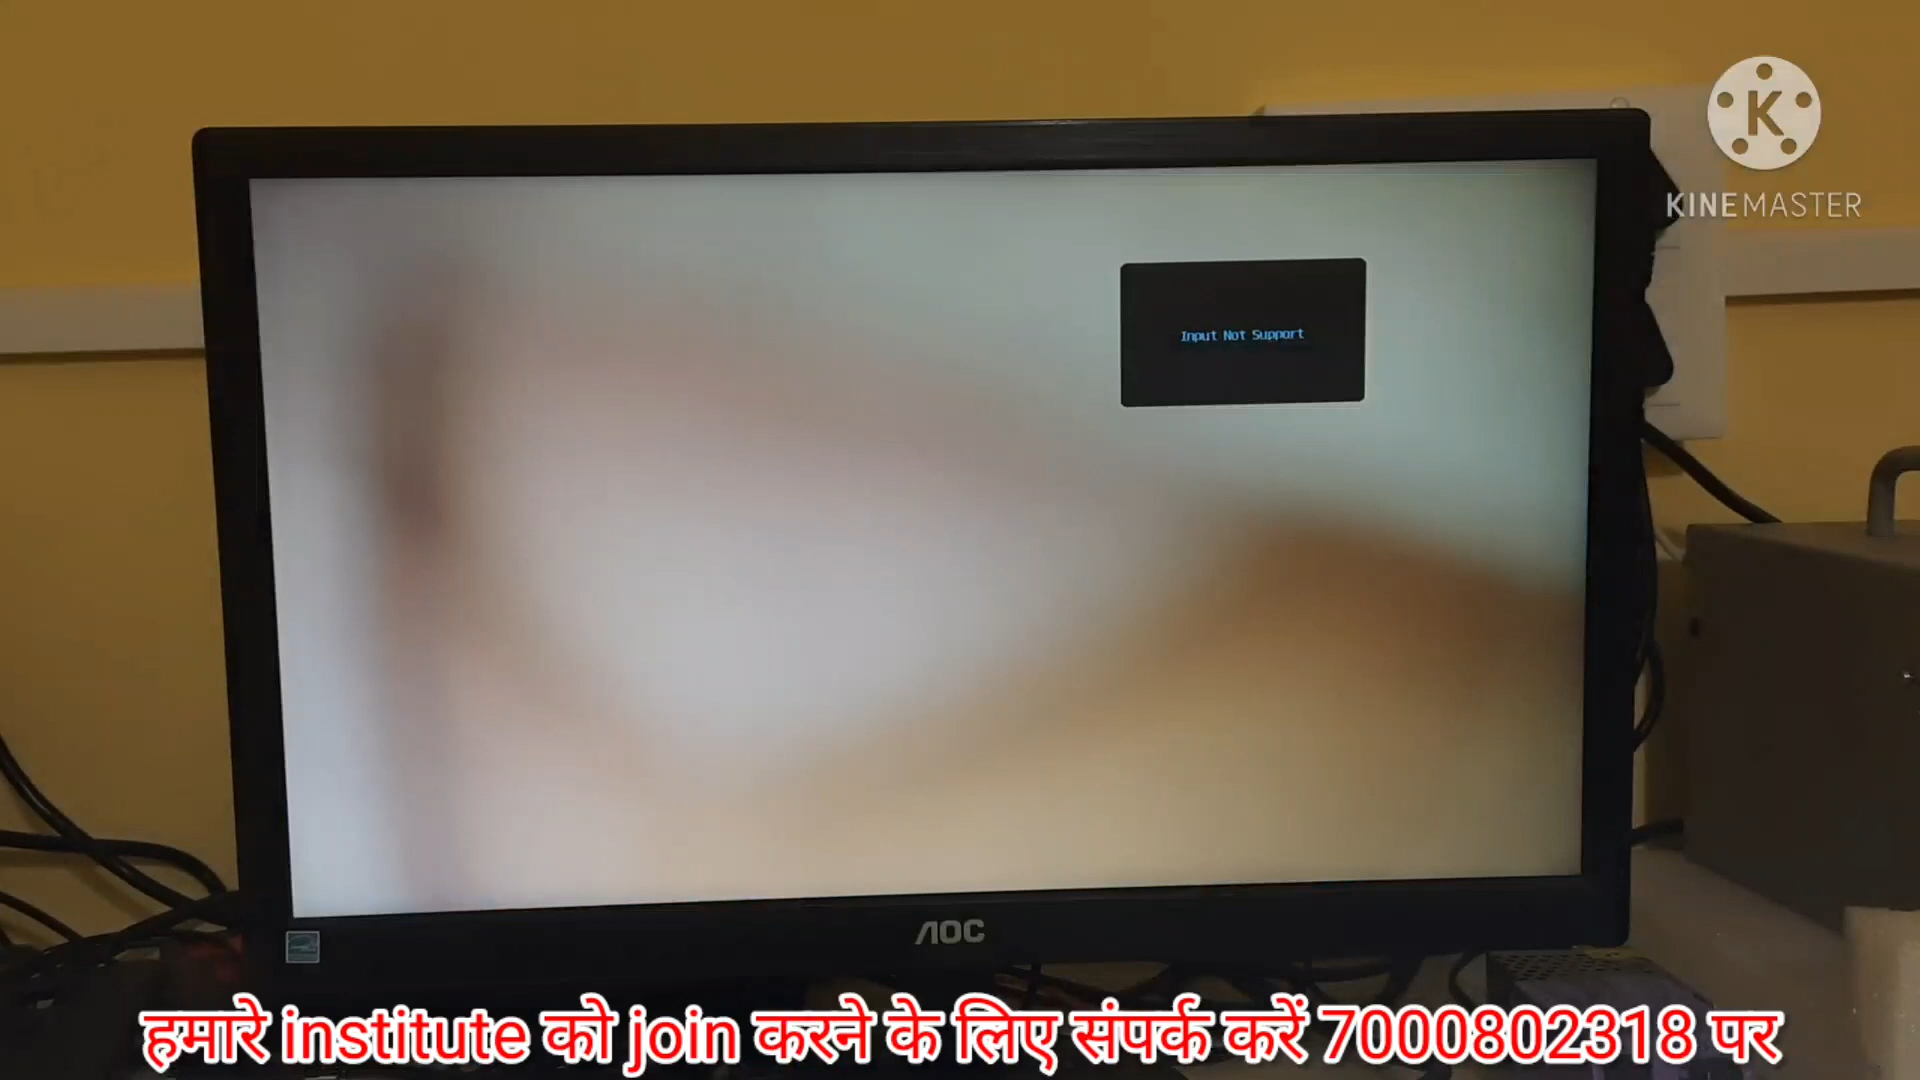 K
KINEMASTER
Input Not Support
AOC
हमारे institute को join करने के लिए संपर्क करें 7000802318 पर